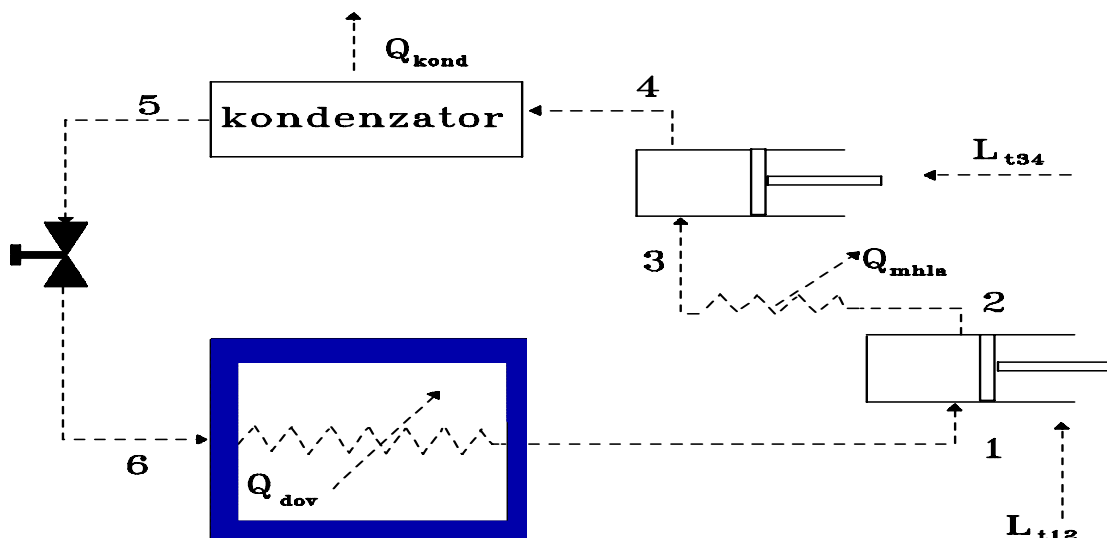 Q kond
5
4
kondenzator
L t34
3
Q mhla
2
6
Q dov
1
L t12